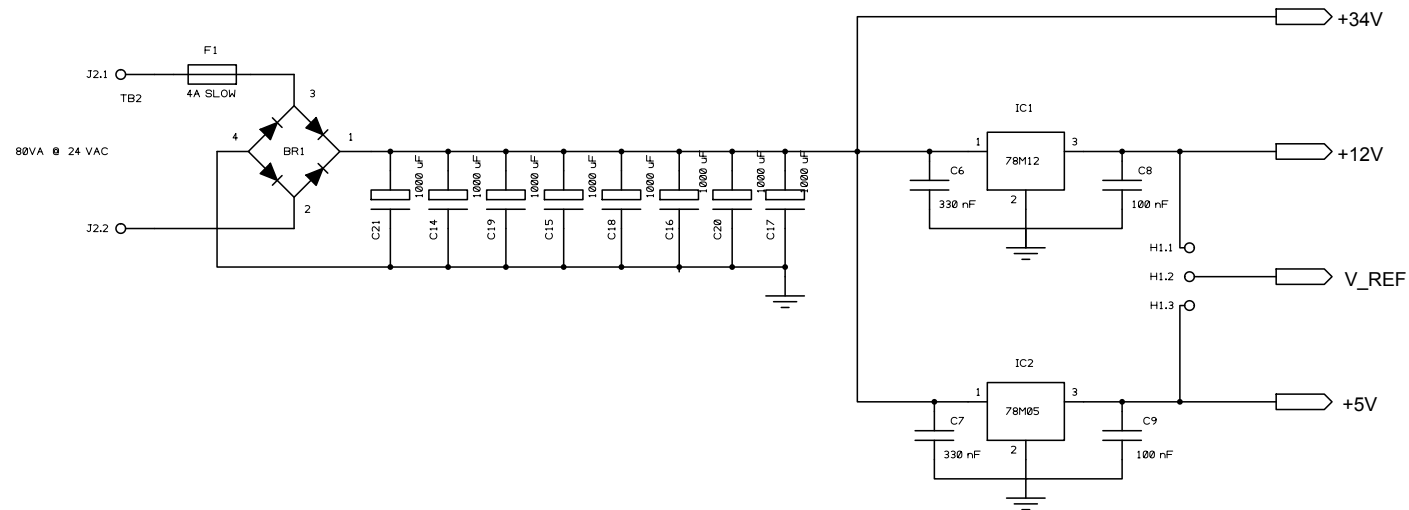 +34V
F1
J2.1
4A SLOW
TB2
3
IC1
4
BR1
1
80VA @ 24 VAC
1
78M12
3
+12V
1000 uF
1000 uF
1000 uF
1000 uF
1000 uF
1000 uF
1000 uF
1000 uF
C6
C8
2
330 nF
2
100 nF
J2.2
C21
C14
C19
C15
C18
C16
C20
C17
H1.1
H1.2
V_REF
H1.3
IC2
1
78M05
3
+5V
C7
C9
330 nF
2
100 nF